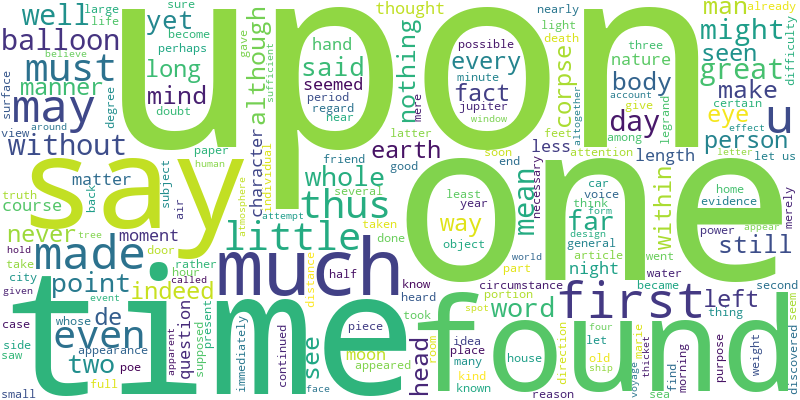 upon
one
say
time
found
much
first
may
must
made
even
little
thus
whole
day
great
man
might
well
balloon
yet
long
mind
manner
without
although
hand
said
seemed
period
regard
near
nothing
thought
possible
every
minute
fact
jupiter
window
mere
latter
corpse
nature
body
three
account
give
among
less
feet
altogether
attention
length
legrand
nearly
light
death
seen
make
eye
person
u
certain
effect
letter
let us
already
difficulty
merely
large
life
sure
become
perhaps
believe
gave
sufficient
surface
view
around
degree
doubt
paper
human
character
individual
atmosphere
earth
friend
good
several
soon
end
least
year
necessary
mean
way
object
taken
done
attempt
matter
back
subject
air
truth
course
never
moment
tree
door
hold
take
city
given
point
rather
hour
called
indeed
event
distance
half
know
heard
circumstance
portion
part
world
car
voice
think
form
far
design
general
article
night
within
home
evidence
power
appear
still
went
water
became
left
second
thing
seem
word
case
side
saw
small
whose
appearance
de
two
poe
full
apparent
question
supposed
present
immediately
continued
see
face
piece
moon
appeared
took
head
room
idea
place
many
kind
known
spot
house
reason
direction
four
let
old
ship
voyage
marie
thicket
sea
find
morning
purpose
weight
discovered